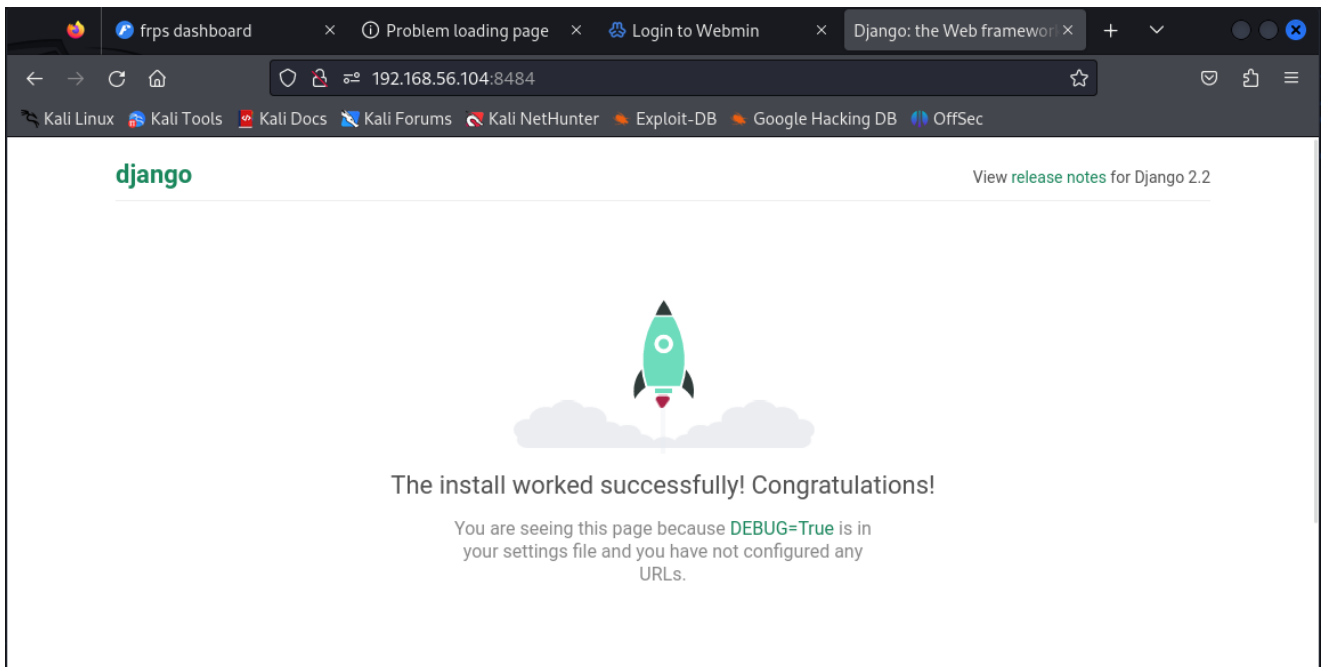 frps dashboard
Problem loading page
Login to Webmin
Django: the Web framewor
192.168.56.104:8484
Kali Linux Kali Tools Kali Docs Kali Forums Kali NetHunter Exploit-DB Google Hacking DB OffSec
django
View release notes for Django 2.2
The install worked successfully! Congratulations!
You are seeing this page because DEBUG=True is in
your settings file and you have not configured any
URLs.